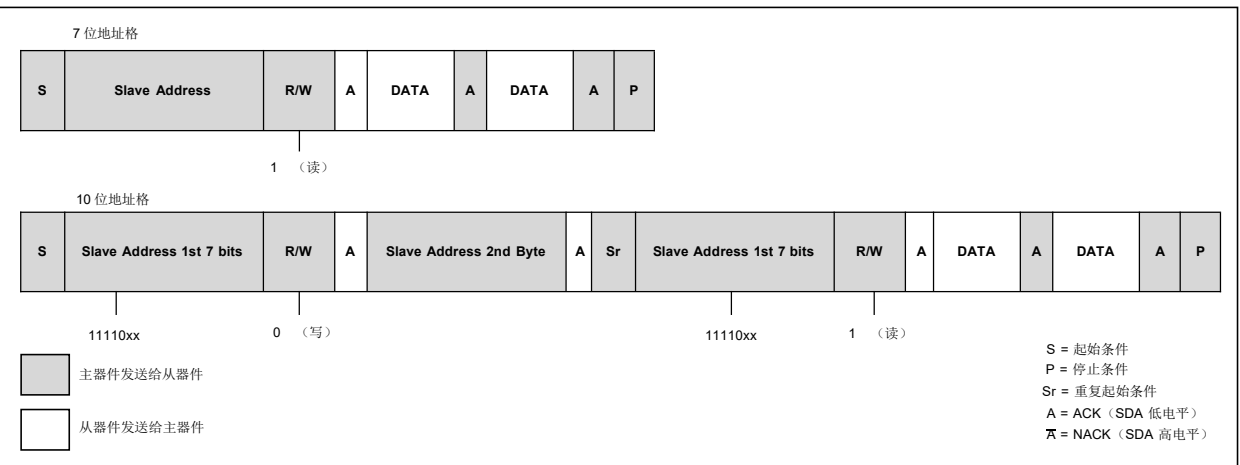 7 位地址格
S Slave Address R/W A DATA A DATA A P
1 （读）
10 位地址格
S Slave Address 1st 7 bits R/W A Slave Address 2nd Byte A Sr Slave Address 1st 7 bits R/W A DATA A DATA A P
11110xx 0 （写） 11110xx 1 （读）
主器件发送给从器件
从器件发送给主器件
S = 起始条件
P = 停止条件
Sr = 重复起始条件
A = ACK（SDA 低电平）
A̅ = NACK（SDA 高电平）